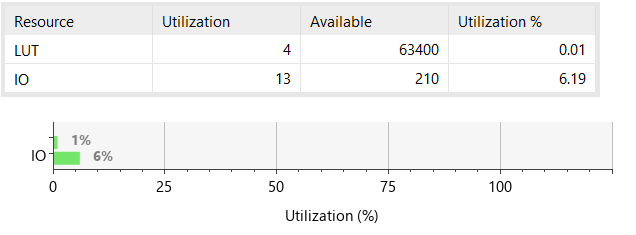 Resource Utilization Available Utilization %
LUT 4 63400 0.01
IO 13 210 6.19
1%
IO 6%
0 25 50 75 100
Utilization (%)